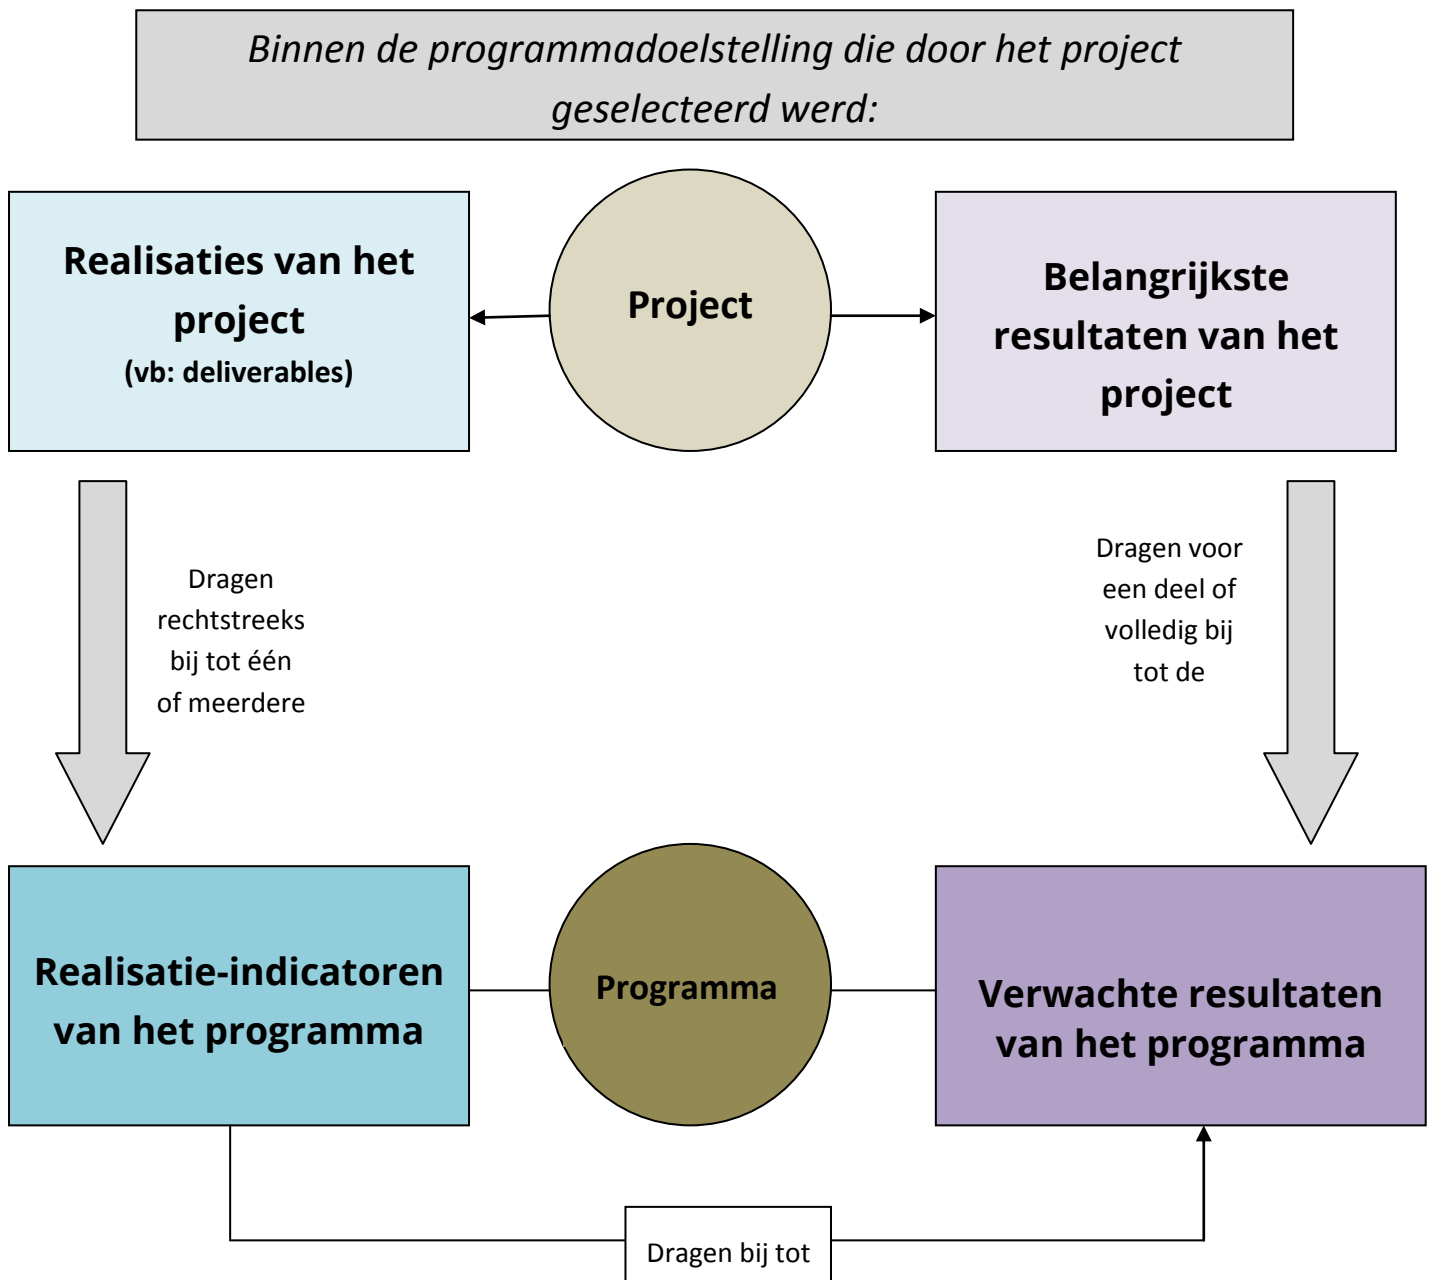 Binnen de programmadoelstelling die door het project
geselecteerd werd:
Realisaties van het
project
(vb: deliverables)
Project
Belangrijkste
resultaten van het
project
Dragen
rechtstreeks
bij tot één
of meerdere
Dragen voor
een deel of
volledig bij
tot de
Realisatie-indicatoren
van het programma
Programma
Verwachte resultaten
van het programma
Dragen bij tot